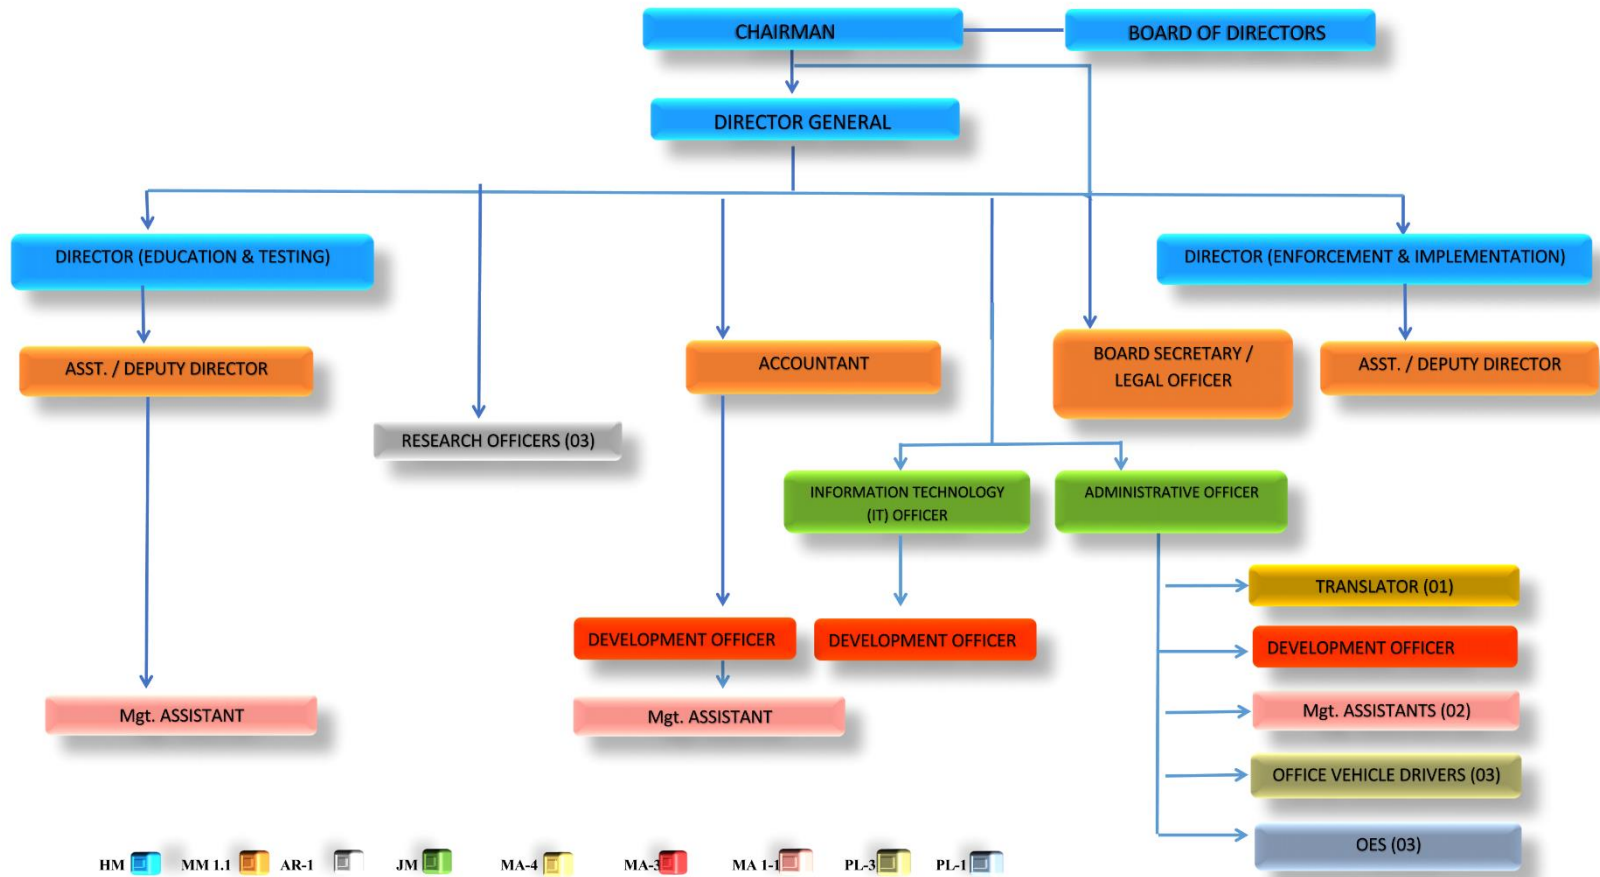 CHAIRMAN
BOARD OF DIRECTORS
DIRECTOR GENERAL
DIRECTOR (EDUCATION & TESTING)
DIRECTOR (ENFORCEMENT & IMPLEMENTATION)
ASST. / DEPUTY DIRECTOR
ACCOUNTANT
BOARD SECRETARY /
LEGAL OFFICER
ASST. / DEPUTY DIRECTOR
RESEARCH OFFICERS (03)
INFORMATION TECHNOLOGY
(IT) OFFICER
ADMINISTRATIVE OFFICER
TRANSLATOR (01)
DEVELOPMENT OFFICER
DEVELOPMENT OFFICER
DEVELOPMENT OFFICER
Mgt. ASSISTANT
Mgt. ASSISTANT
Mgt. ASSISTANTS (02)
OFFICE VEHICLE DRIVERS (03)
OES (03)
HM MM 1.1 AR-1 JM MA-4 MA-3 MA 1-1 PL-3 PL-1